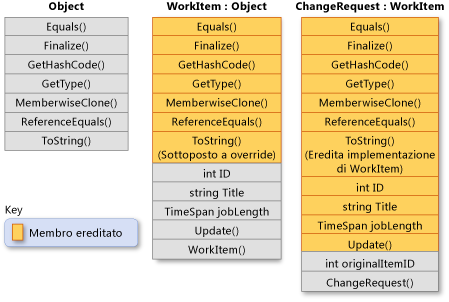 Object
Equals()
Finalize()
GetHashCode()
GetType()
MemberwiseClone()
ReferenceEquals()
ToString()
WorkItem : Object
Equals()
Finalize()
GetHashCode()
GetType()
MemberwiseClone()
ReferenceEquals()
ToString()
(Sottoposto a override)
int ID
string Title
TimeSpan jobLength
Update()
WorkItem()
ChangeRequest : WorkItem
Equals()
Finalize()
GetHashCode()
GetType()
MemberwiseClone()
ReferenceEquals()
ToString()
(Eredita implementazione
di WorkItem)
int ID
string Title
TimeSpan jobLength
Update()
int originalItemID
ChangeRequest()
Key
Membro ereditato